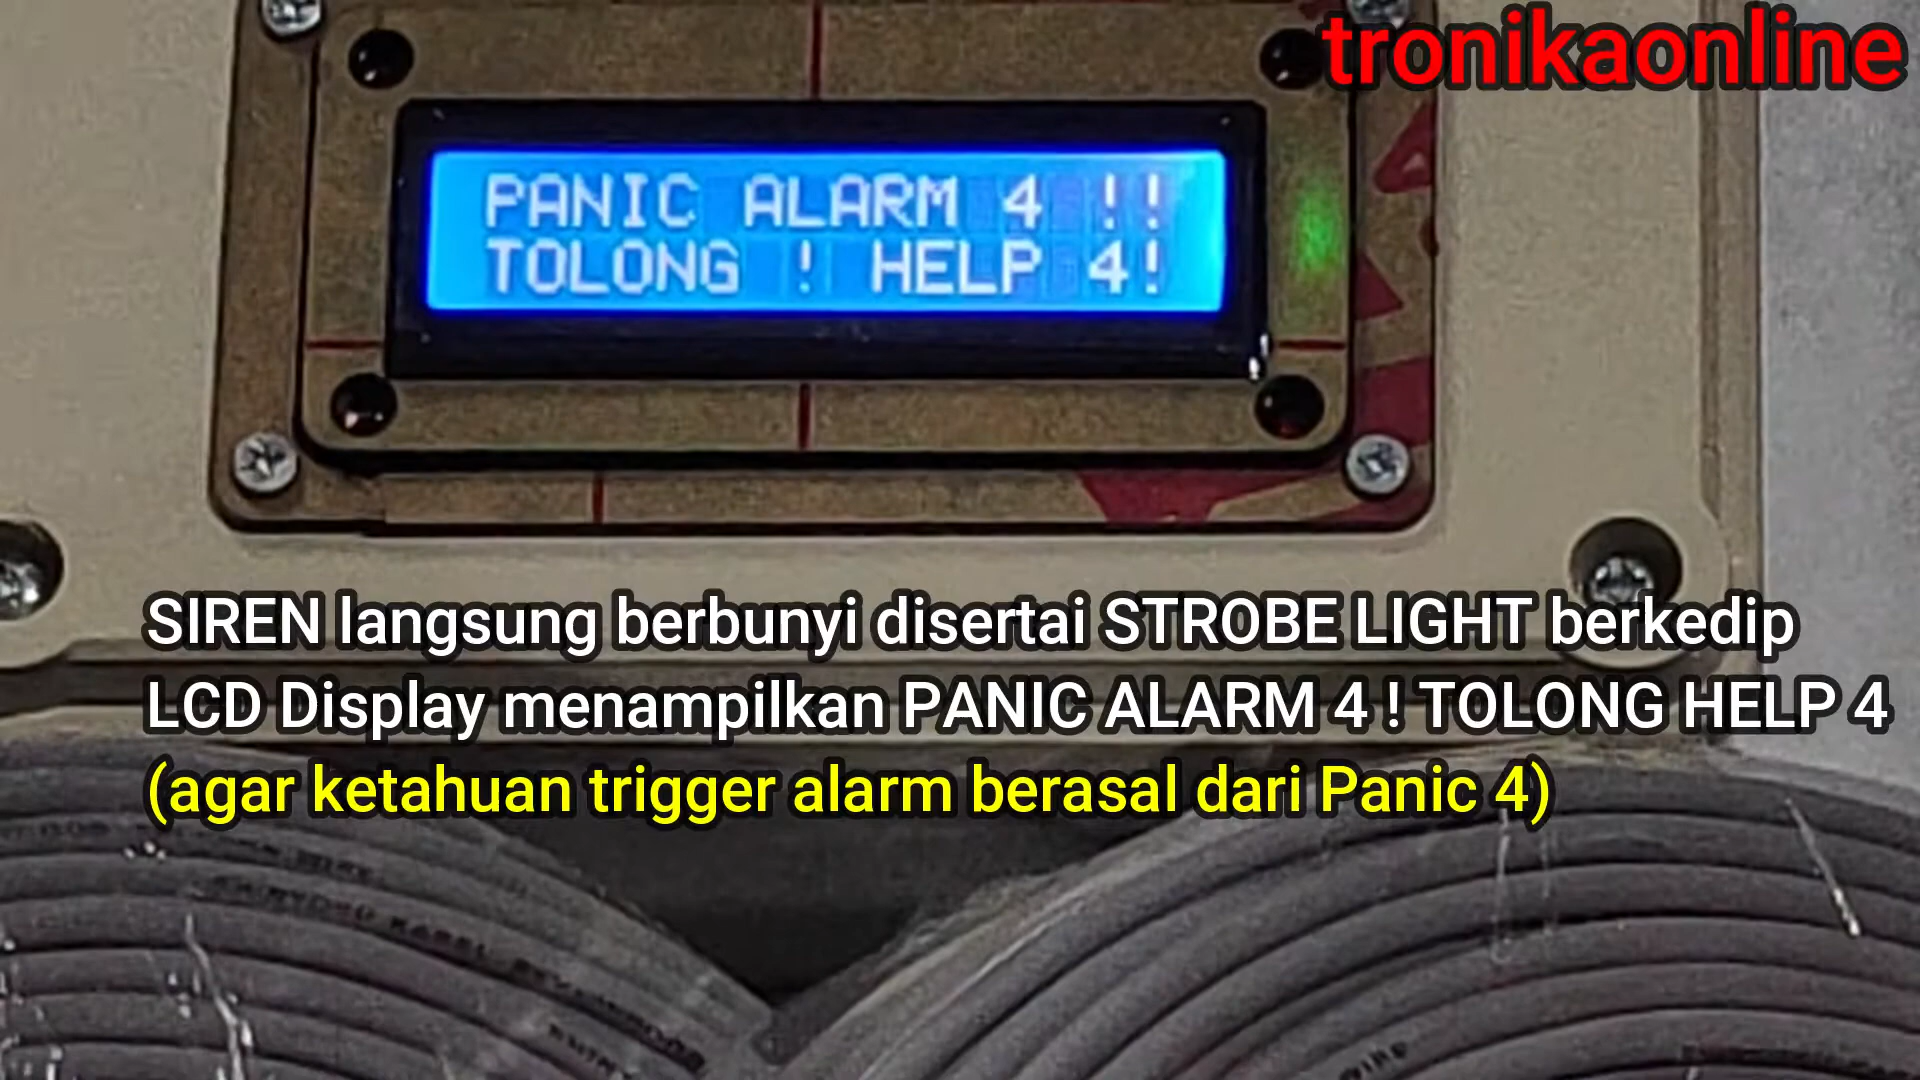 tronikaonline
PANIC ALARM 4 !!
TOLONG ! HELP 4!
SIREN langsung berbunyi disertai STROBE LIGHT berkedip
LCD Display menampilkan PANIC ALARM 4 ! TOLONG HELP 4
(agar ketahuan trigger alarm berasal dari Panic 4)